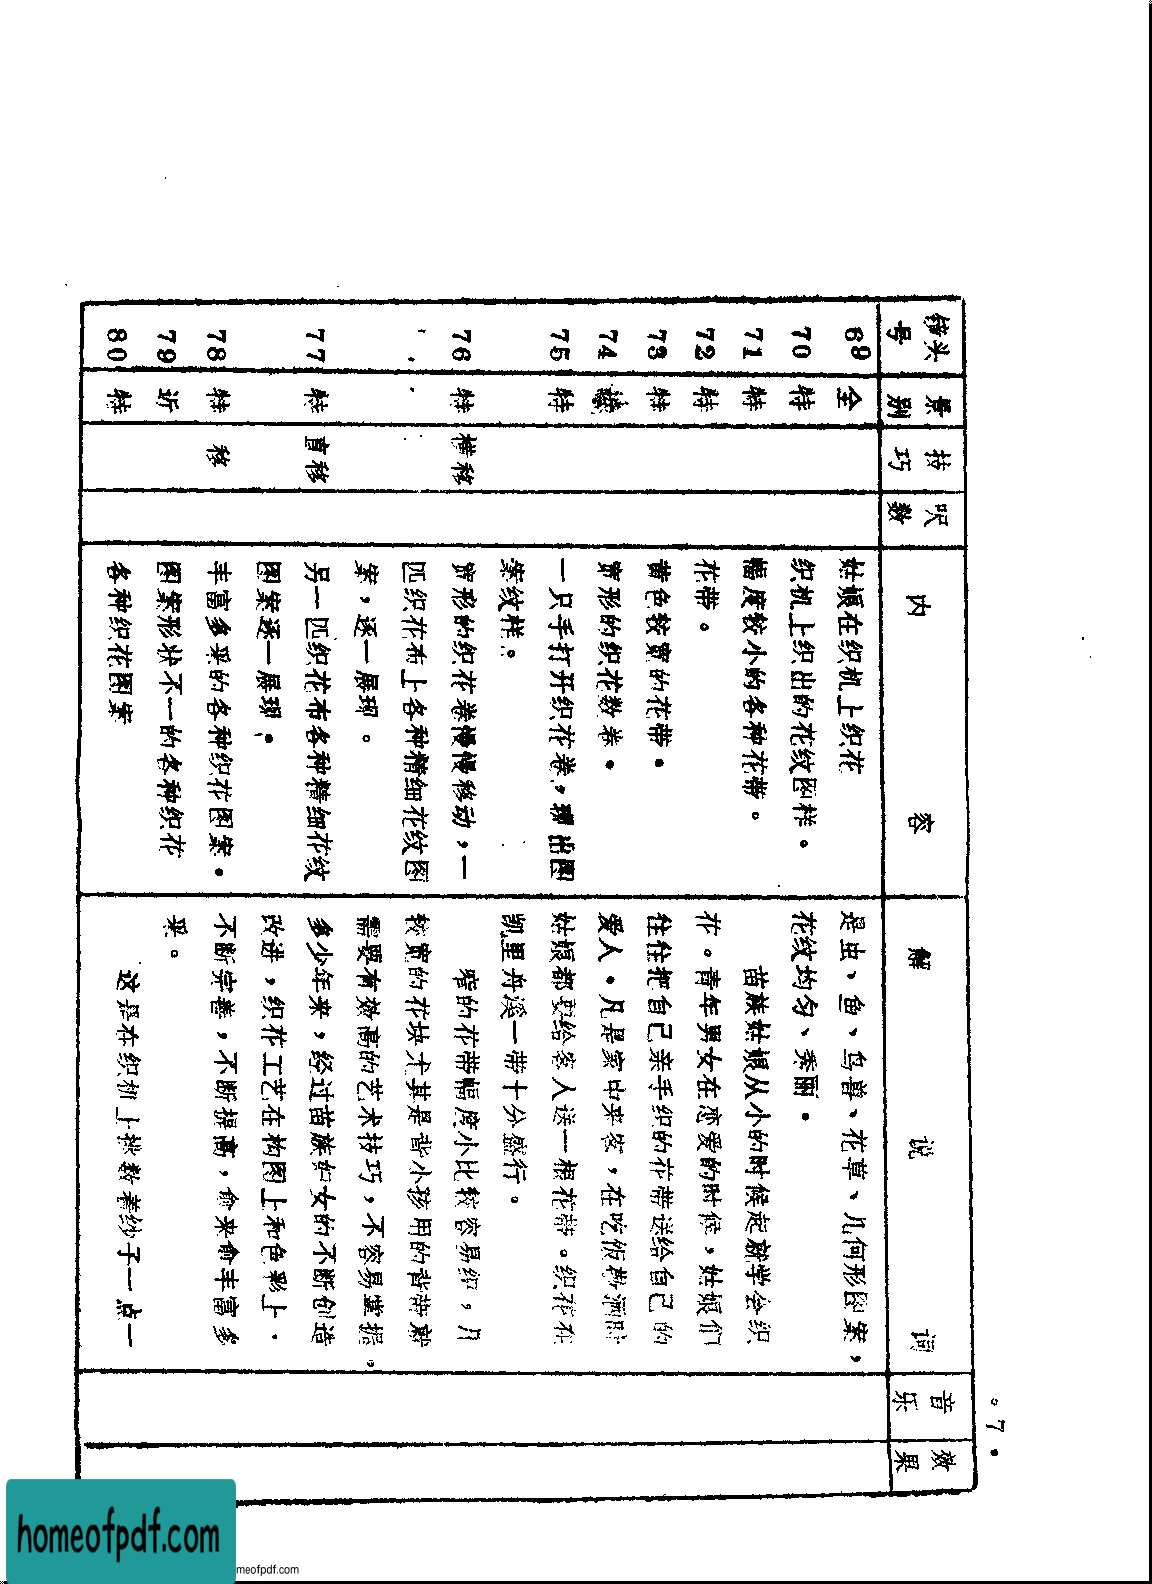 镜头号 景别 技巧 呎数 内容 解说词 音乐 效果
69 全 姑娘在织机上织花 是虫、鱼、鸟兽、花草、几何形图案，
70 特 织机上织出的花纹图样。 花纹均匀、秀丽。
71 特 幅度较小的各种花带。 苗族姑娘从小的时候起就学会织
72 特 花带。 花。青年男女在恋爱的时候，姑娘们
73 特 黄色较宽的花带。 往往把自己亲手织的花带送给自己的
74 宽形的织花数卷。 爱人。凡是家中来客，在吃饭敬酒时
75 特 一只手打开织花卷，现出图 姑娘都要给客人送一根花带。织花在
案纹样。 凯里舟溪一带十分盛行。
76 特 横移 宽形的织花卷慢慢移动，一 窄的花带幅度小比较容易织，几
匹织花布上各种精细花纹图 较宽的花块尤其是背小孩用的背带就
案，逐一展现。 需要有效高的艺术技巧，不容易掌握。
77 特 直移 另一匹织花布各种精细花纹 多少年来，经过苗族妇女的不断创造
图案逐一展现。 改进，织花工艺在构图上和色彩上．
78 特 移 丰富多采的各种织花图案。 不断完善，不断提高，俞来俞丰富多
79 近 图案形状不一的各种织花 采。
80 特 各种织花图案 这是在织机上挑数着纱子一点一
。7．
homeofpdf.com
meofpdf.com